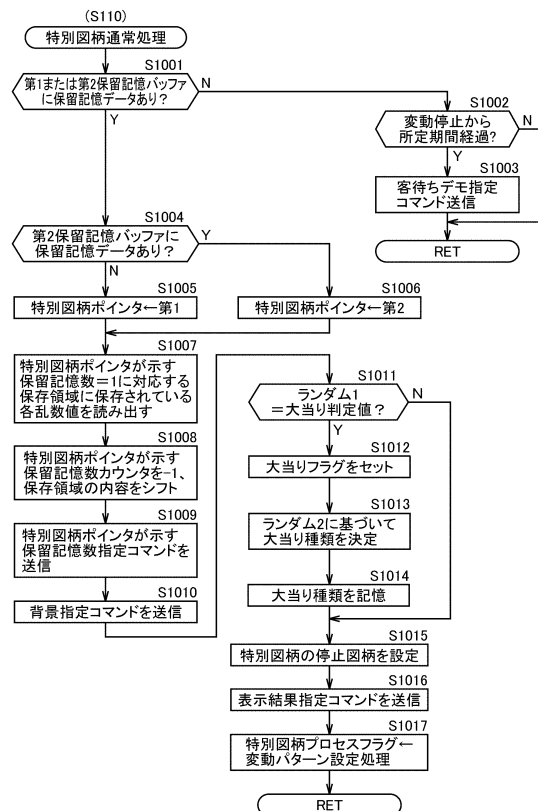 (S110)
特別図柄通常処理
S1001
第1または第2保留記憶バッファ
に保留記憶データあり？
N
Y
S1002
変動停止から
所定期間経過？
N
Y
S1003
客待ちデモ指定
コマンド送信
RET
S1004
第2保留記憶バッファに
保留記憶データあり？
Y
N
S1005
特別図柄ポインタ←第1
S1006
特別図柄ポインタ←第2
S1007
特別図柄ポインタが示す
保留記憶数＝1に対応する
保存領域に保存されている
各乱数値を読み出す
S1008
特別図柄ポインタが示す
保留記憶数カウンタを-1、
保存領域の内容をシフト
S1009
特別図柄ポインタが示す
保留記憶数指定コマンドを
送信
S1010
背景指定コマンドを送信
S1011
ランダム1
＝大当り判定値？
N
Y
S1012
大当りフラグをセット
S1013
ランダム2に基づいて
大当り種類を決定
S1014
大当り種類を記憶
S1015
特別図柄の停止図柄を設定
S1016
表示結果指定コマンドを送信
S1017
特別図柄プロセスフラグ←
変動パターン設定処理
RET